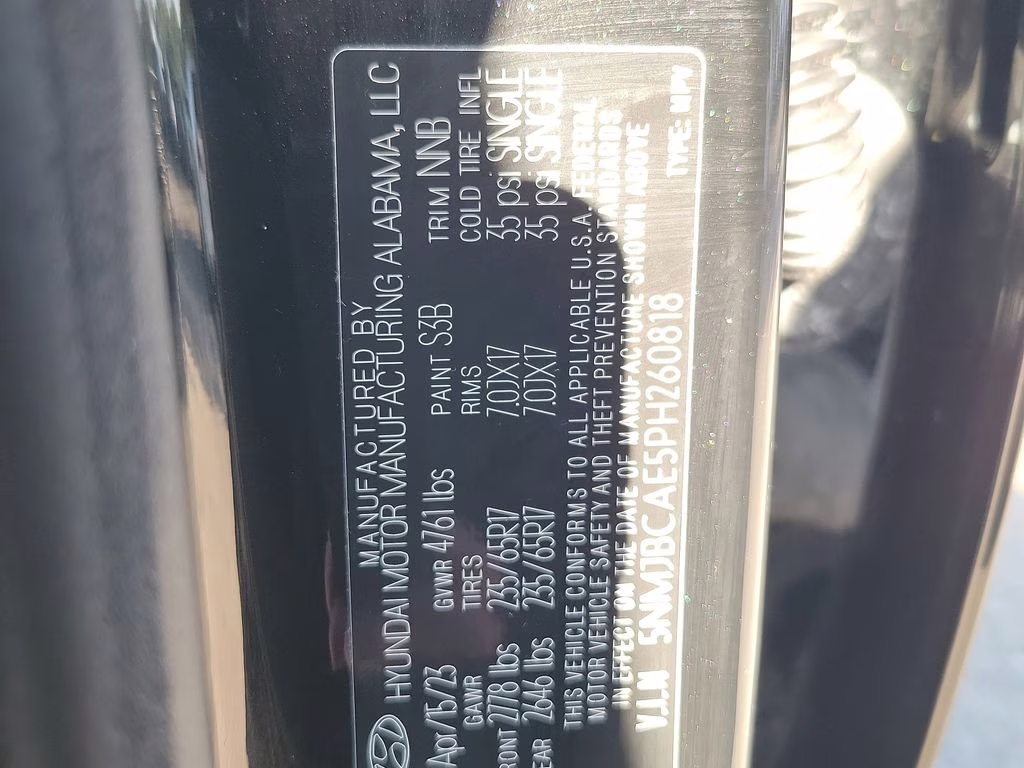 MANUFACTURED BY
HYUNDAI MOTOR MANUFACTURING ALABAMA, LLC
Apr/15/23 GVWR 4761 lbs PAINT S3B TRIM NNB
GAWR TIRES RIMS COLD TIRE INFL
FRONT 2778 lbs 235/65R17 7.0JX17 35 psi SINGLE
REAR 2646 lbs 235/65R17 7.0JX17 35 psi SINGLE
THIS VEHICLE CONFORMS TO ALL APPLICABLE U.S.A. FEDERAL
MOTOR VEHICLE SAFETY AND THEFT PREVENTION STANDARDS
IN EFFECT ON THE DATE OF MANUFACTURE SHOWN ABOVE
V.I.N 5NMJBCAE5PH260818 TYPE: MPV